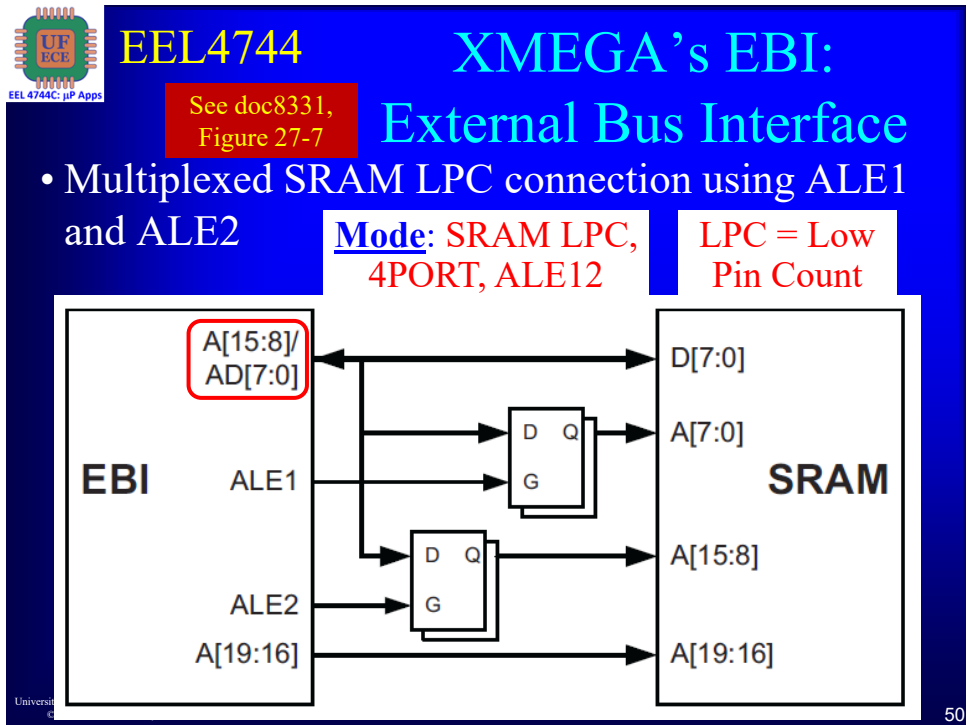 UF
ECE
EEL 4744C: µP Apps
EEL4744
XMEGA's EBI:
External Bus Interface
See doc8331,
Figure 27-7
• Multiplexed SRAM LPC connection using ALE1
and ALE2
Mode: SRAM LPC,
4PORT, ALE12
LPC = Low
Pin Count
A[15:8]/
AD[7:0]
D[7:0]
D Q
A[7:0]
EBI
ALE1
G
SRAM
D Q
A[15:8]
ALE2
G
A[19:16]
A[19:16]
©
50